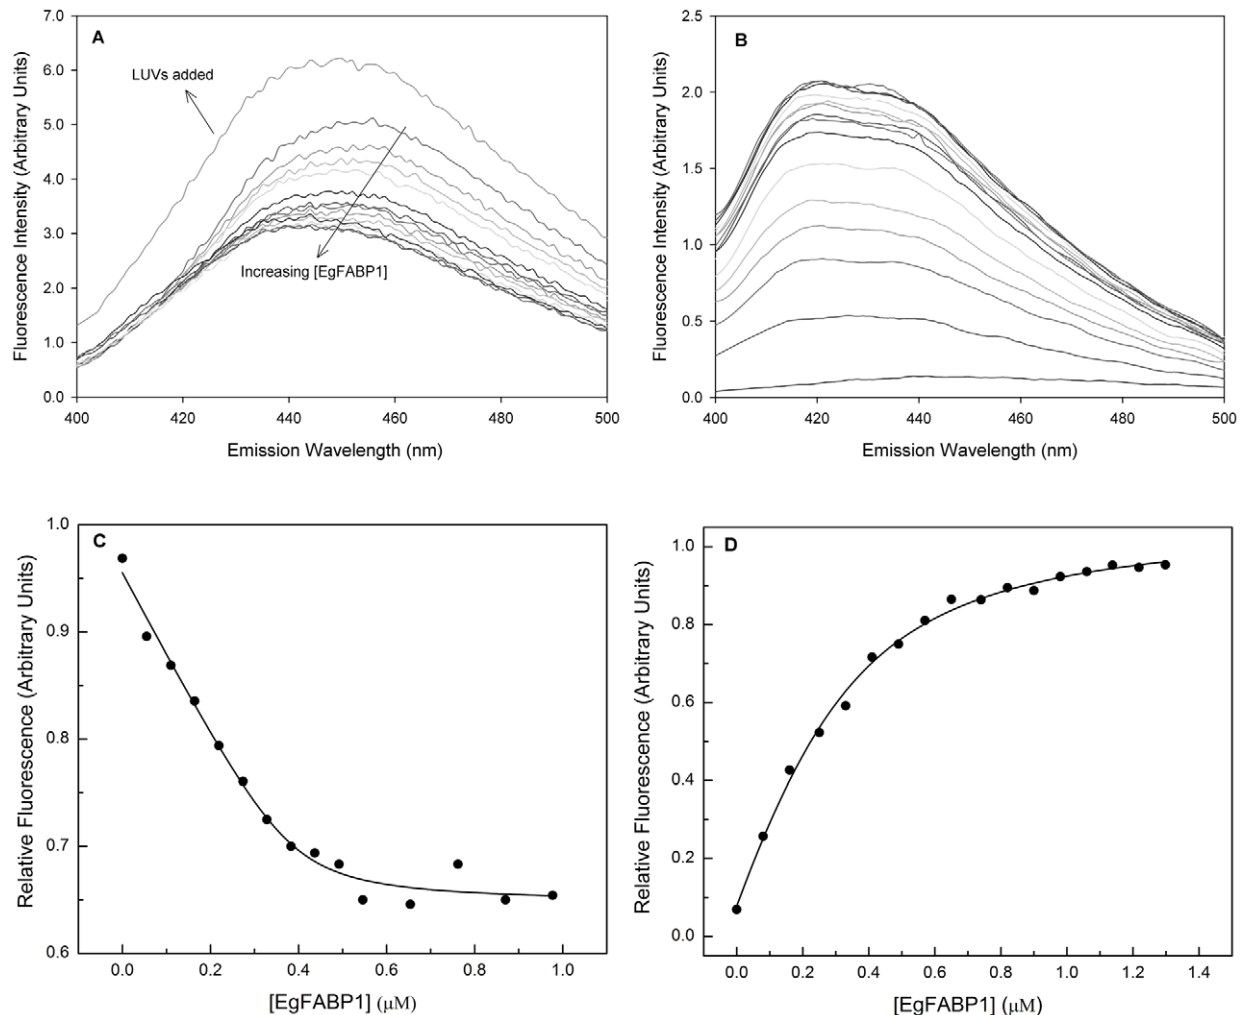 A
Fluorescence Intensity (Arbitrary Units)
7.0
6.0
5.0
4.0
3.0
2.0
1.0
0.0
LUVs added
Increasing [EgFABP1]
400 420 440 460 480 500
Emission Wavelength (nm)
B
Fluorescence Intensity (Arbitrary Units)
2.5
2.0
1.5
1.0
0.5
0.0
400 420 440 460 480 500
Emission Wavelength (nm)
C
Relative Fluorescence (Arbitrary Units)
1.0
0.9
0.8
0.7
0.6
0.0 0.2 0.4 0.6 0.8 1.0
[EgFABP1] (μM)
D
Relative Fluorescence (Arbitrary Units)
1.0
0.8
0.6
0.4
0.2
0.0
0.0 0.2 0.4 0.6 0.8 1.0 1.2 1.4
[EgFABP1] (μM)